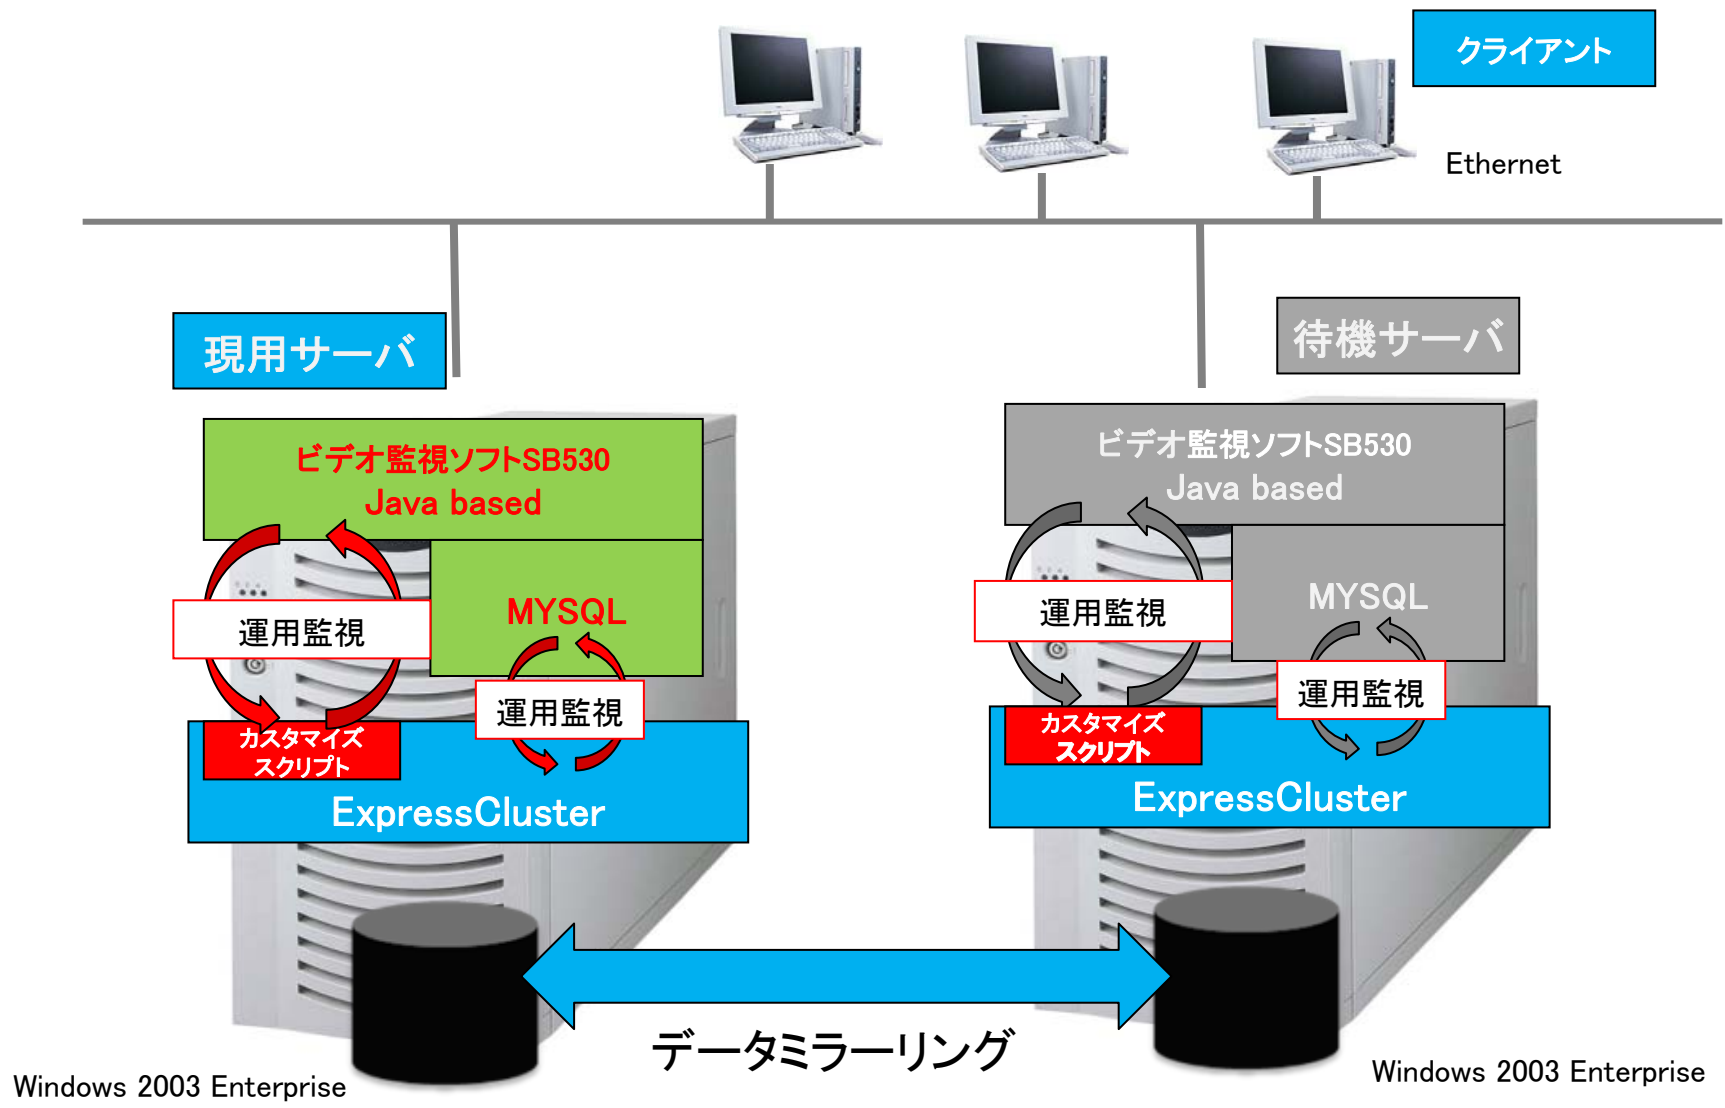 クライアント
Ethernet
現用サーバ
待機サーバ
ビデオ監視ソフトSB530
Java based
MYSQL
運用監視
運用監視
カスタマイズ
スクリプト
ExpressCluster
ビデオ監視ソフトSB530
Java based
MYSQL
運用監視
運用監視
カスタマイズ
スクリプト
ExpressCluster
データミラーリング
Windows 2003 Enterprise
Windows 2003 Enterprise